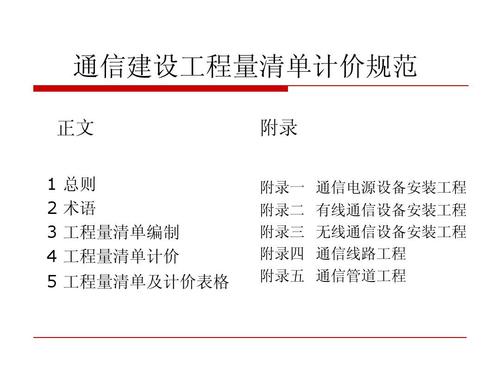 通信建设工程量清单计价规范
正文
1 总则
2 术语
3 工程量清单编制
4 工程量清单计价
5 工程量清单及计价表格
附录
附录一 通信电源设备安装工程
附录二 有线通信设备安装工程
附录三 无线通信设备安装工程
附录四 通信线路工程
附录五 通信管道工程